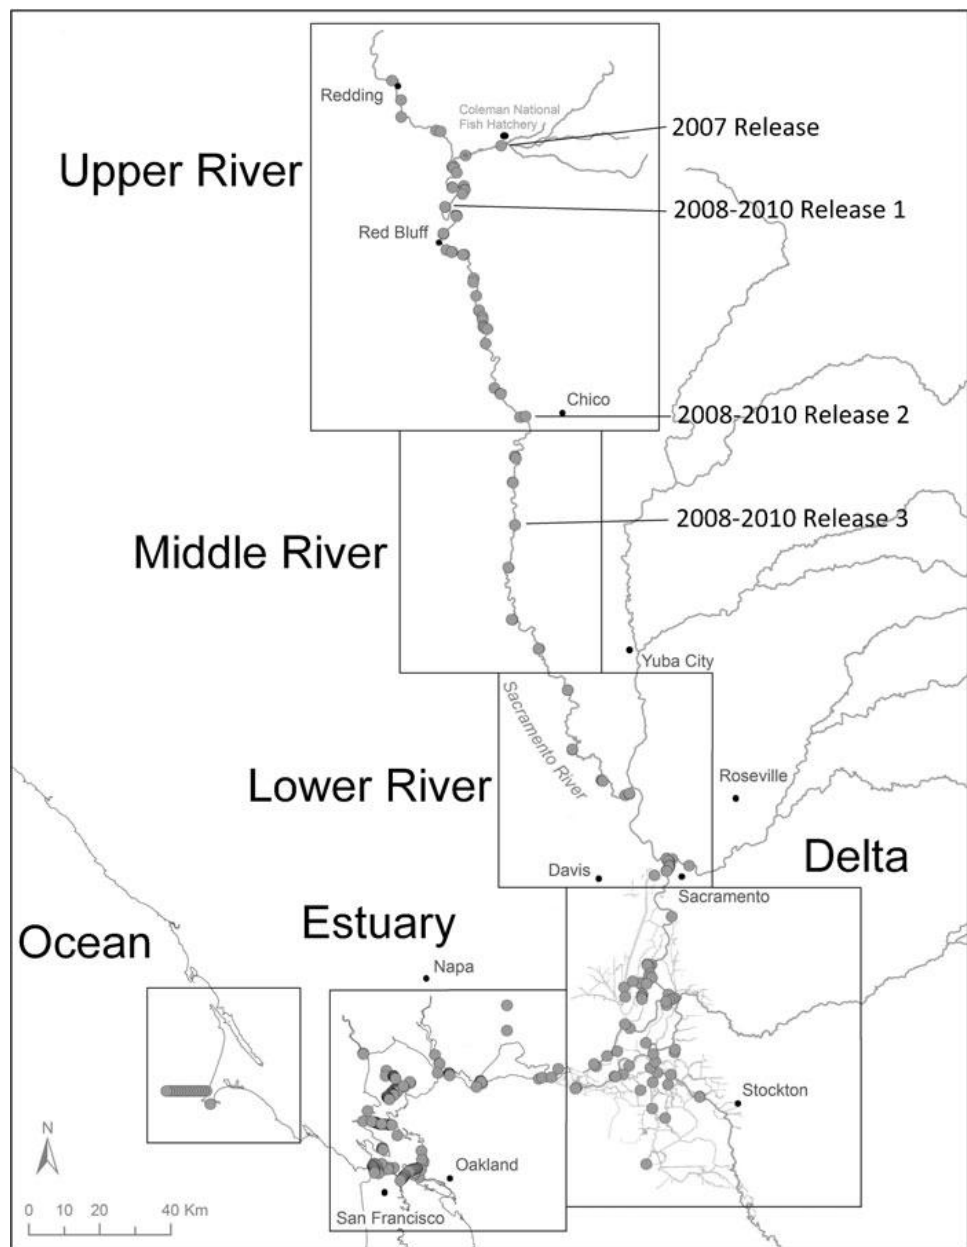 Redding
Coleman National
Fish Hatchery
2007 Release
Upper River
2008-2010 Release 1
Red Bluff
Chico
2008-2010 Release 2
2008-2010 Release 3
Middle River
Yuba City
Sacramento River
Lower River
Roseville
Davis
Delta
Sacramento
Estuary
Ocean
Napa
Stockton
N
Oakland
San Francisco
0 10 20 40 Km